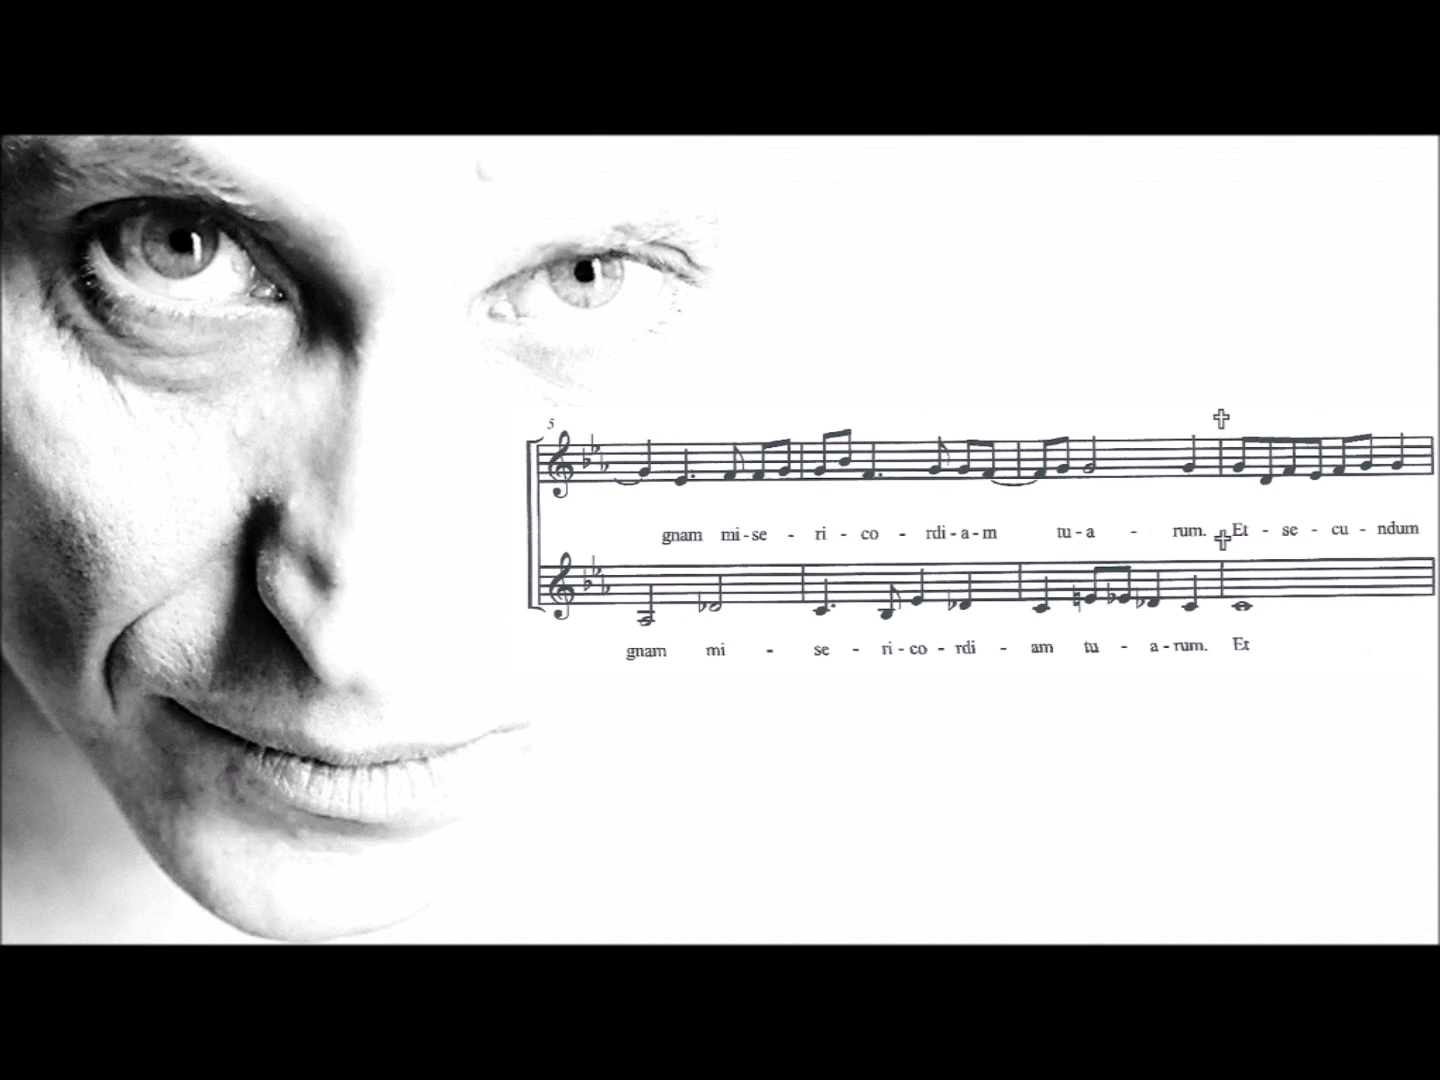 5
gnam mi - se - ri - co - rdi - a - m tu - a - rum. Et - se - cu - ndum
gnam mi - se - ri - co - rdi - am tu - a - rum. Et